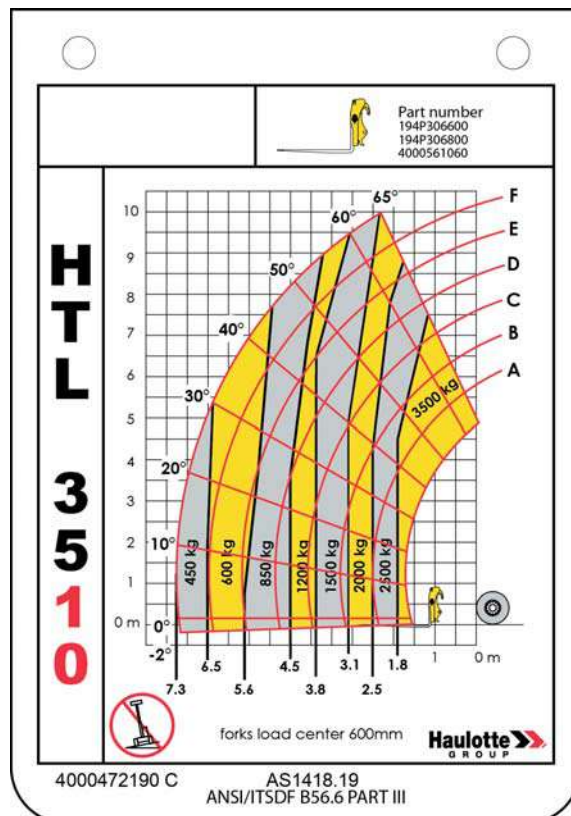 Part number
194P306600
194P306800
4000561060
HTL 3510
10
9
8
7
6
5
4
3
2
1
0 m
65°
60°
50°
40°
30°
20°
10°
0°
-2°
F
E
D
C
B
A
450 kg
600 kg
850 kg
1200 kg
1500 kg
2000 kg
2500 kg
3500 kg
7.3
6.5
5.6
4.5
3.8
3.1
2.5
1.8
1
0 m
forks load center 600mm
Haulotte
GROUP
4000472190 C
AS1418.19
ANSI/ITSDF B56.6 PART III